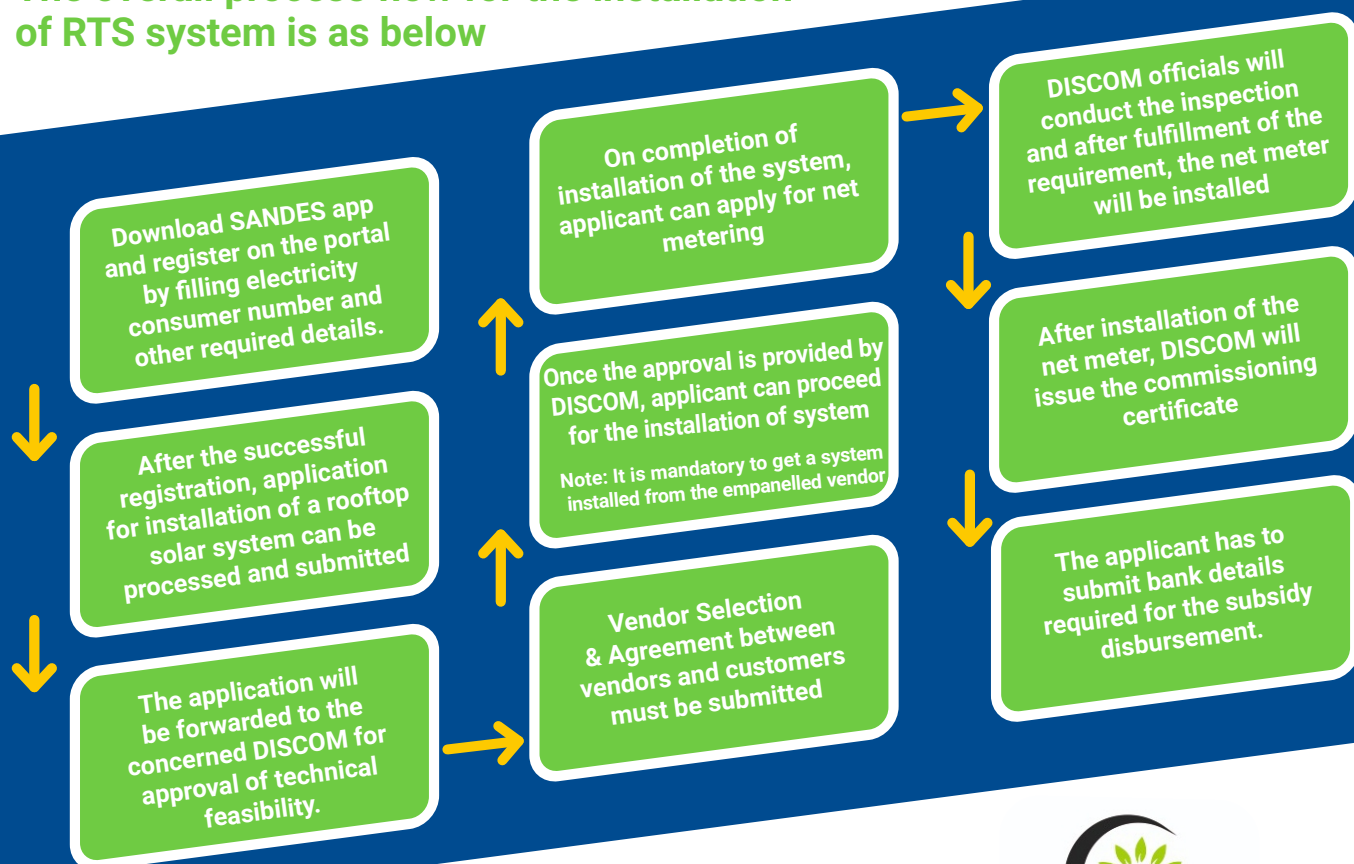 The overall process flow for the installation
of RTS system is as below
Download SANDES app
and register on the portal
by filling electricity
consumer number and
other required details.
After the successful
registration, application
for installation of a rooftop
solar system can be
processed and submitted
The application will
be forwarded to the
concerned DISCOM for
approval of technical
feasibility.
Vendor Selection
& Agreement between
vendors and customers
must be submitted
Once the approval is provided by
DISCOM, applicant can proceed
for the installation of system
Note: It is mandatory to get a system
installed from the empanelled vendor
On completion of
installation of the system,
applicant can apply for net
metering
DISCOM officials will
conduct the inspection
and after fulfillment of the
requirement, the net meter
will be installed
After installation of the
net meter, DISCOM will
issue the commissioning
certificate
The applicant has to
submit bank details
required for the subsidy
disbursement.